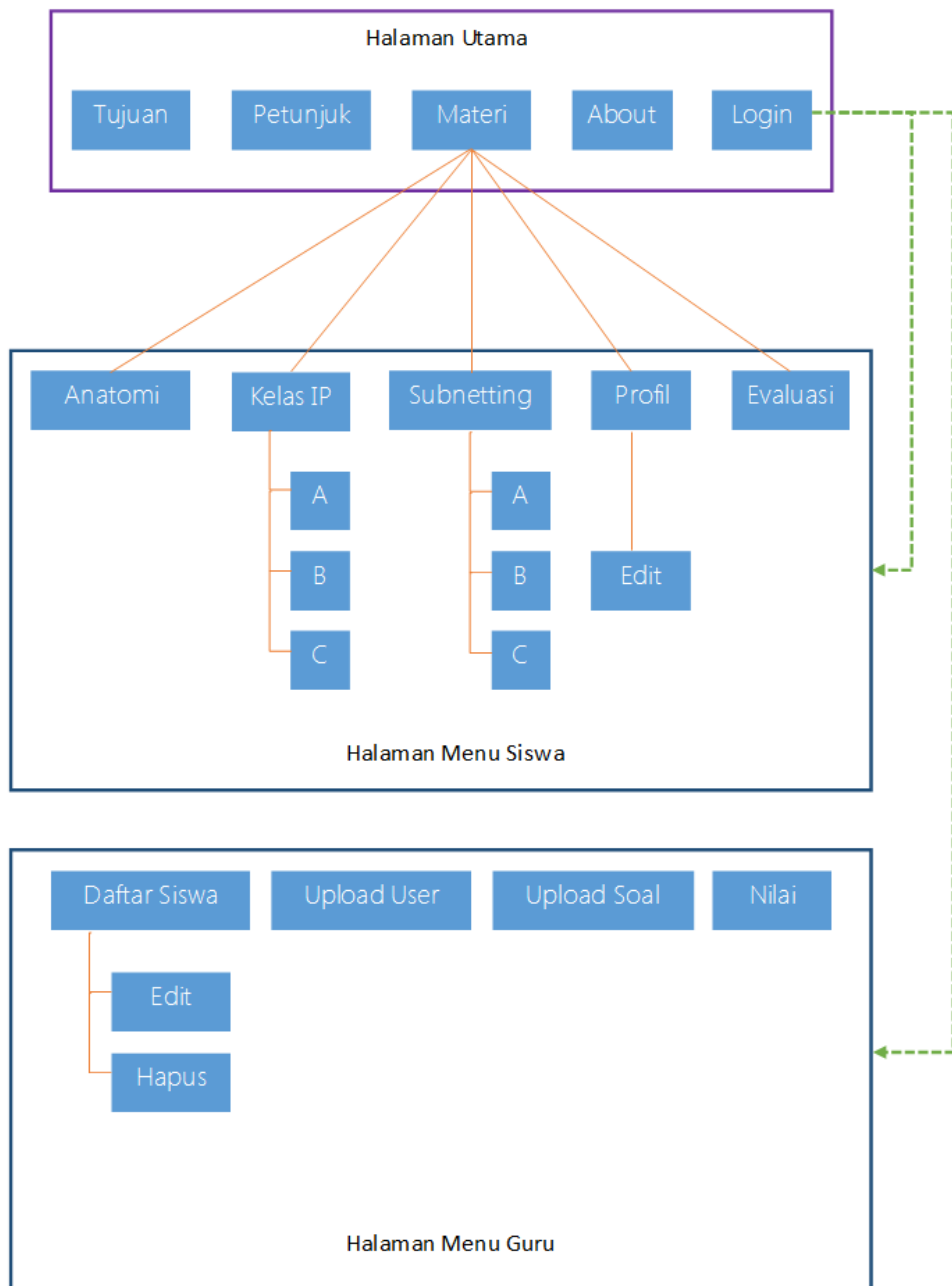 Halaman Utama
Tujuan
Petunjuk
Materi
About
Login
Anatomi
Kelas IP
Subnetting
Profil
Evaluasi
A
A
B
B
Edit
C
C
Halaman Menu Siswa
Daftar Siswa
Upload User
Upload Soal
Nilai
Edit
Hapus
Halaman Menu Guru